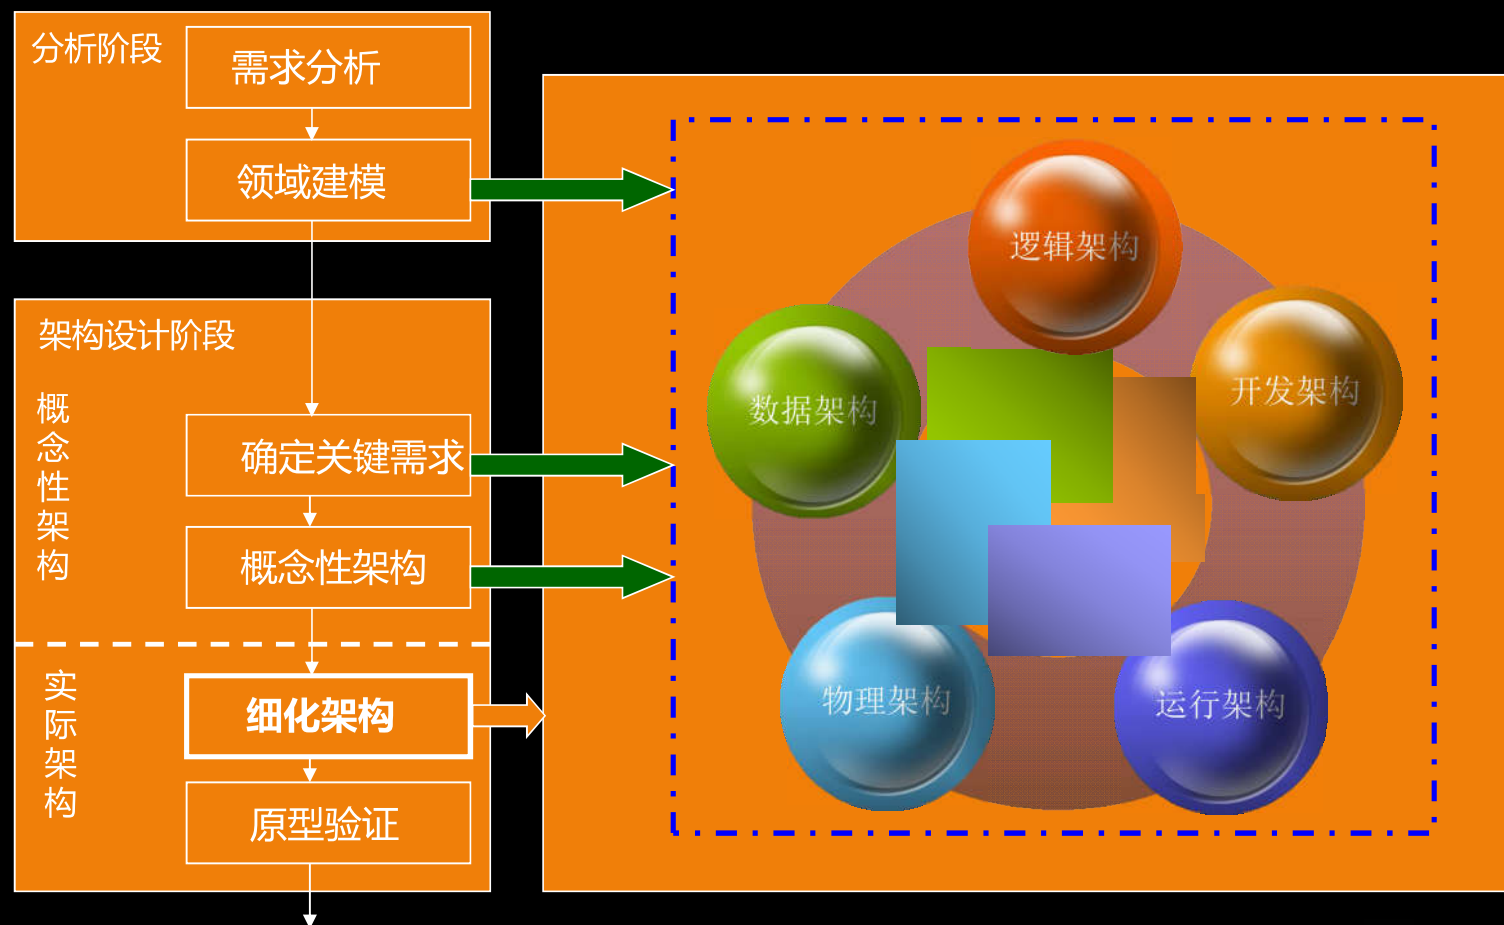 分析阶段
需求分析
领域建模
架构设计阶段
概念性架构
确定关键需求
概念性架构
实际架构
细化架构
原型验证
逻辑架构
开发架构
数据架构
物理架构
运行架构